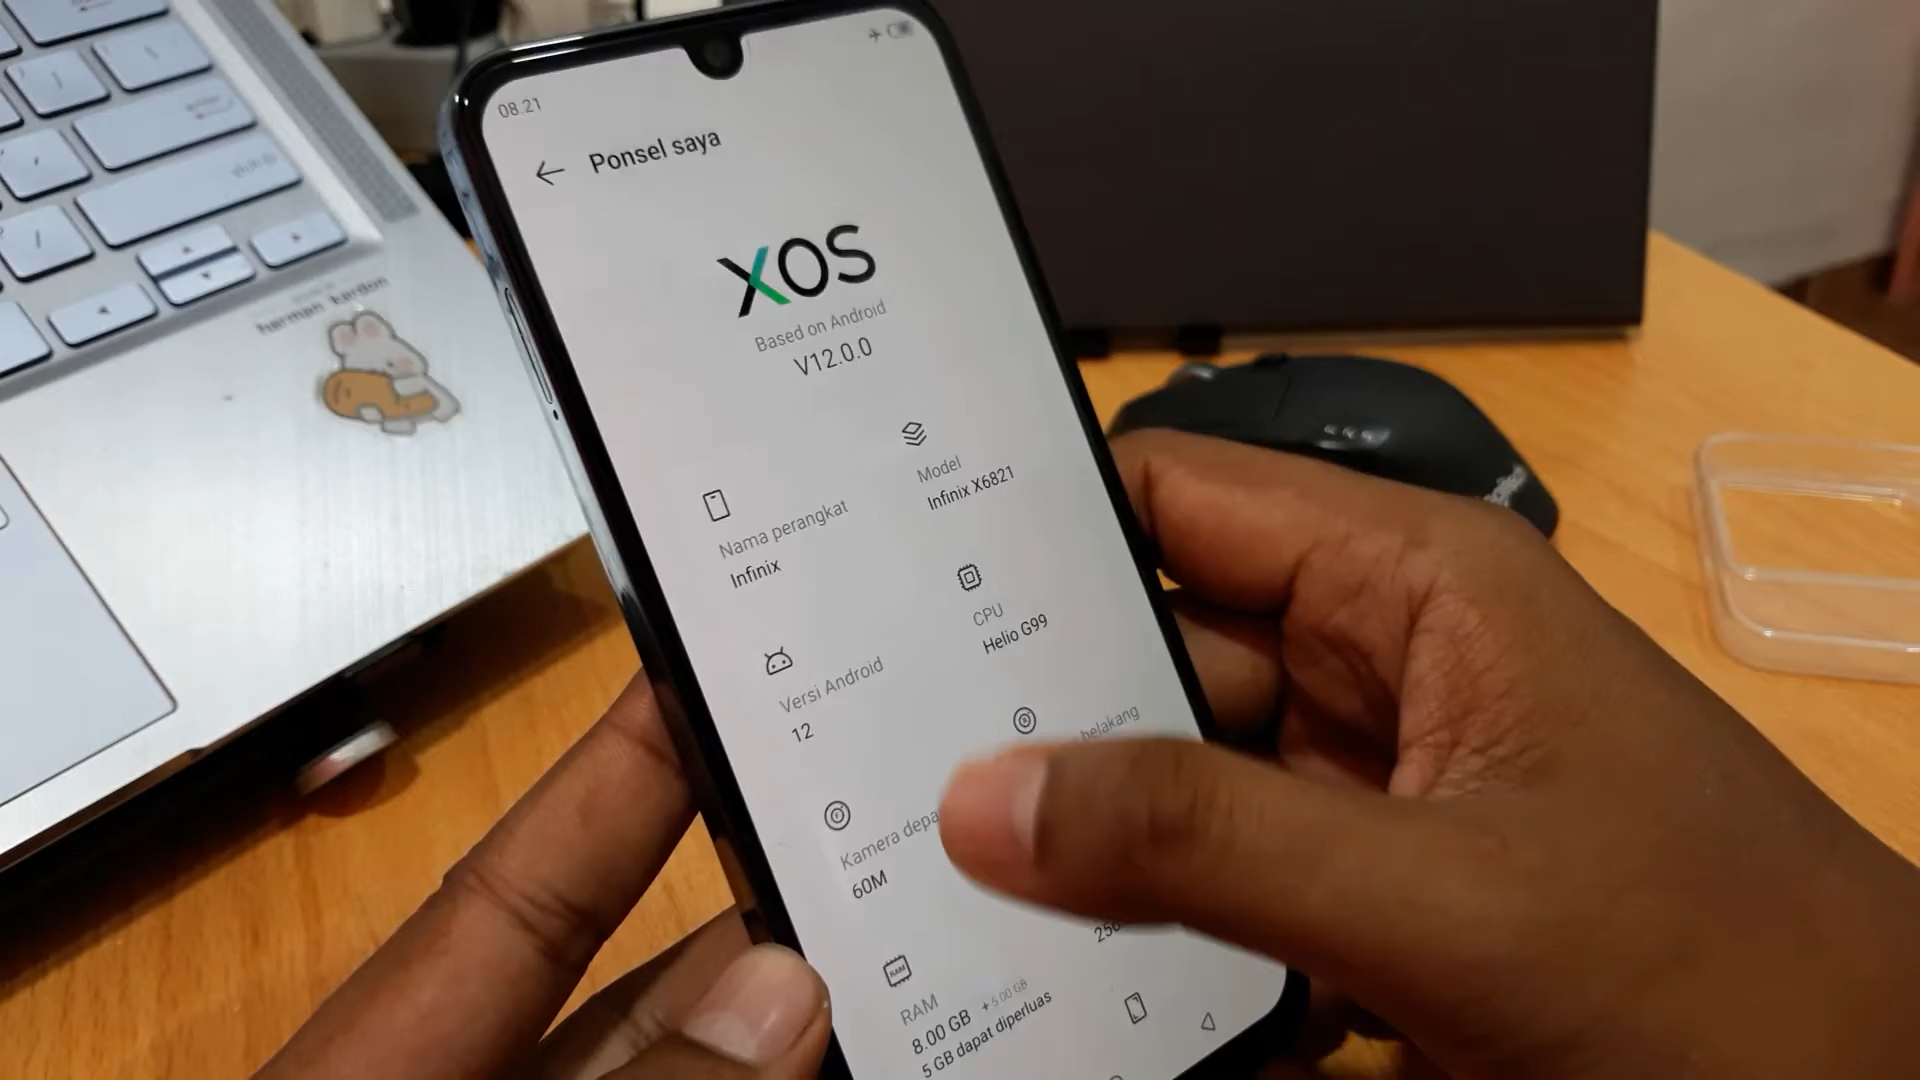 08.21
Ponsel saya
XOS
Based on Android
V12.0.0
Model
Infinix X6821
Nama perangkat
Infinix
CPU
Helio G99
Versi Android
12
belakang
Kamera
60M
RAM
8.00 GB + 5.00 GB
5 GB dapat diperluas
harman kardon